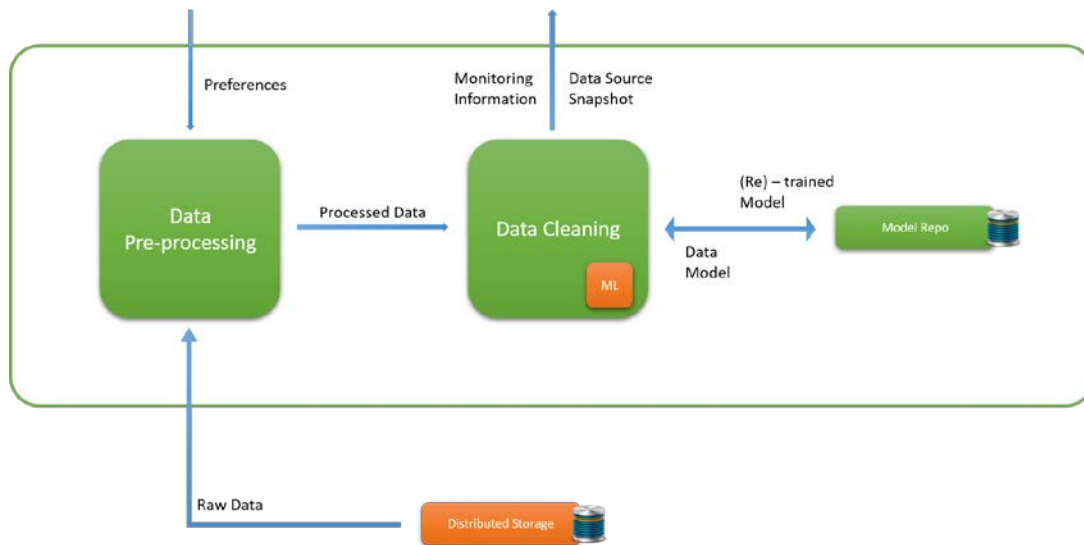 Preferences
Monitoring
Information
Data Source
Snapshot
Data
Pre-processing
Processed Data
Data Cleaning
ML
(Re) – trained
Model
Data
Model
Model Repo
Raw Data
Distributed Storage